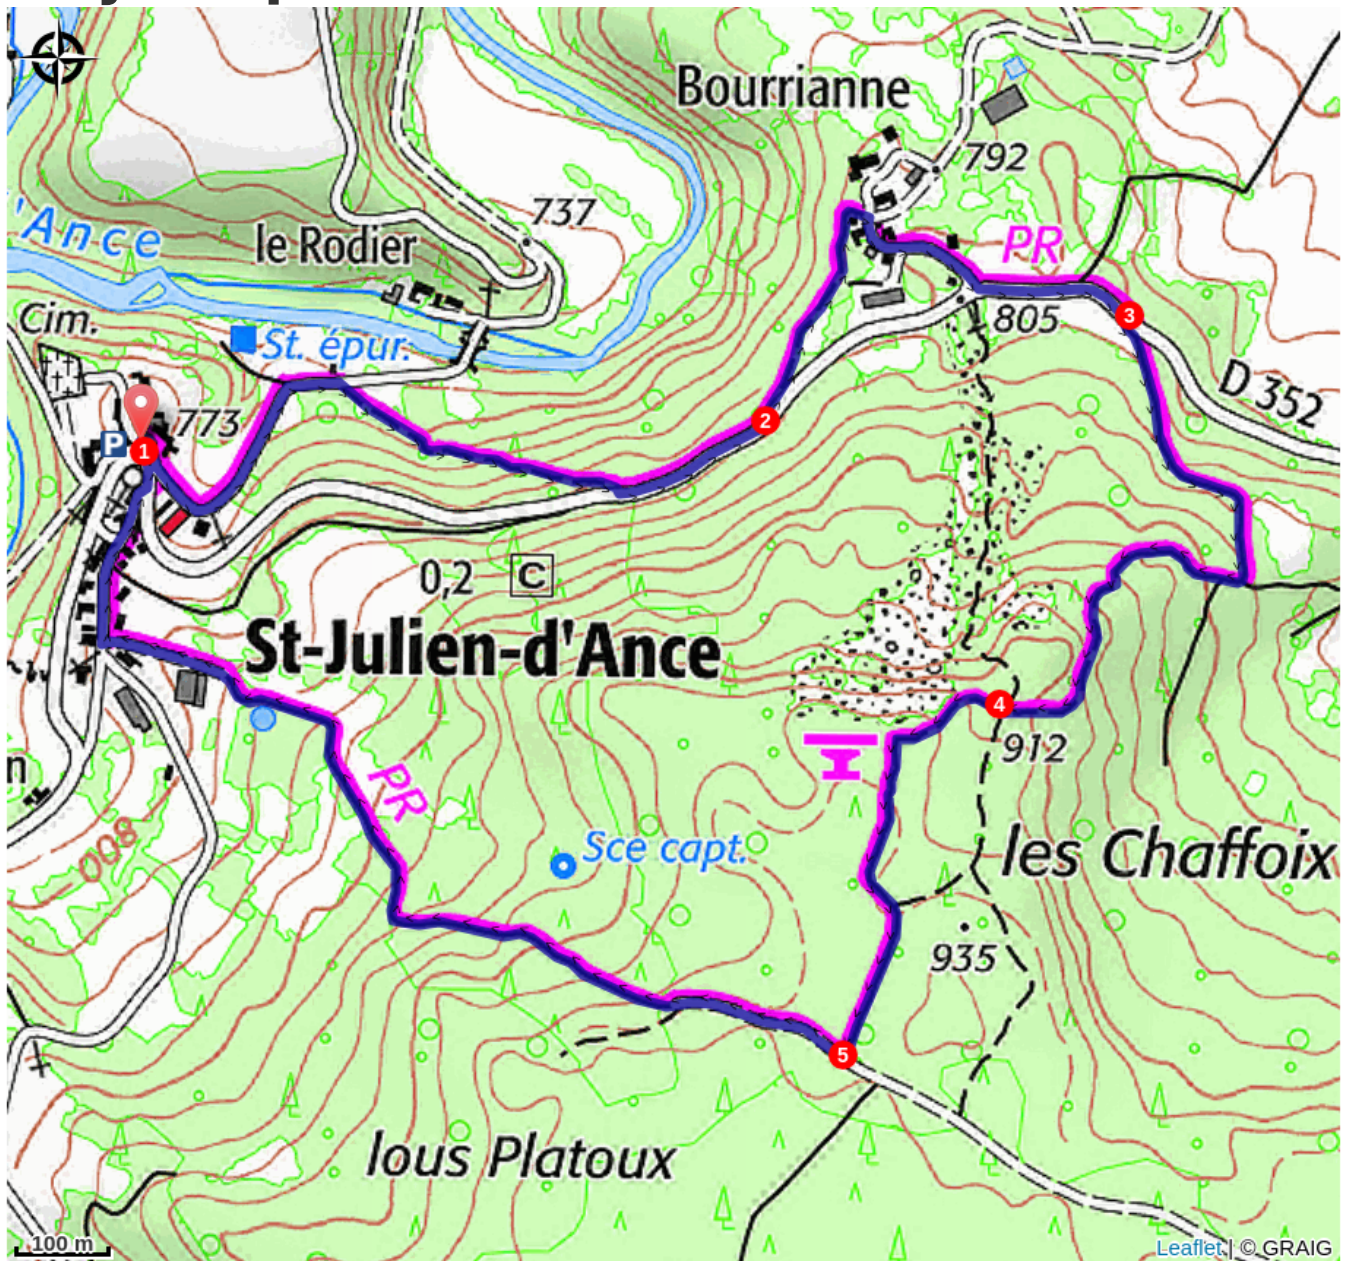 Bourrianne
792
737
'Ance
le Rodier
PR
Cim.
St. épur.
805
3
D 352
773
2
P
1
0,2
C
St-Julien-d'Ance
4
912
PR
n
800
Sce capt.
les Chaffoix
935
5
lous Platoux
100 m
Leaflet | © GRAIG